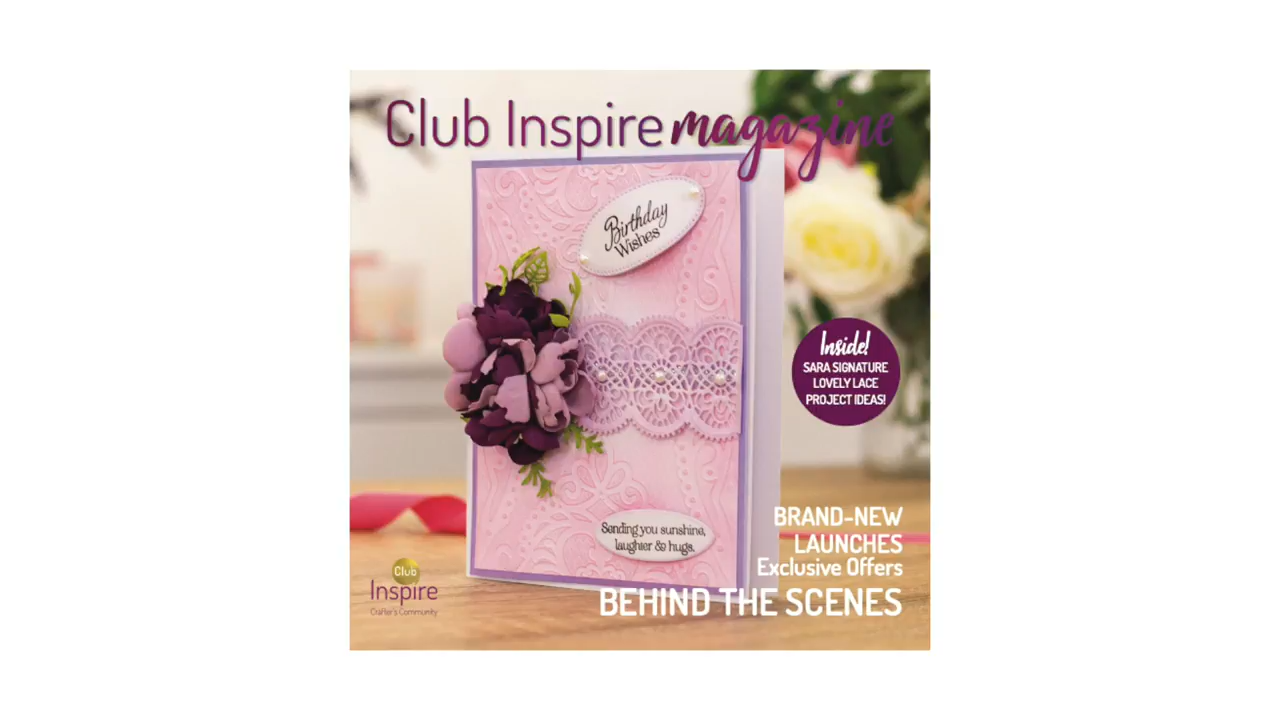 Club Inspire magazine
Birthday
Wishes
Inside!
SARA SIGNATURE
LOVELY LACE
PROJECT IDEAS!
BRAND-NEW
LAUNCHES
Exclusive Offers
BEHIND THE SCENES
Sending you sunshine,
laughter & hugs.
Club
Inspire
Crafter's Community